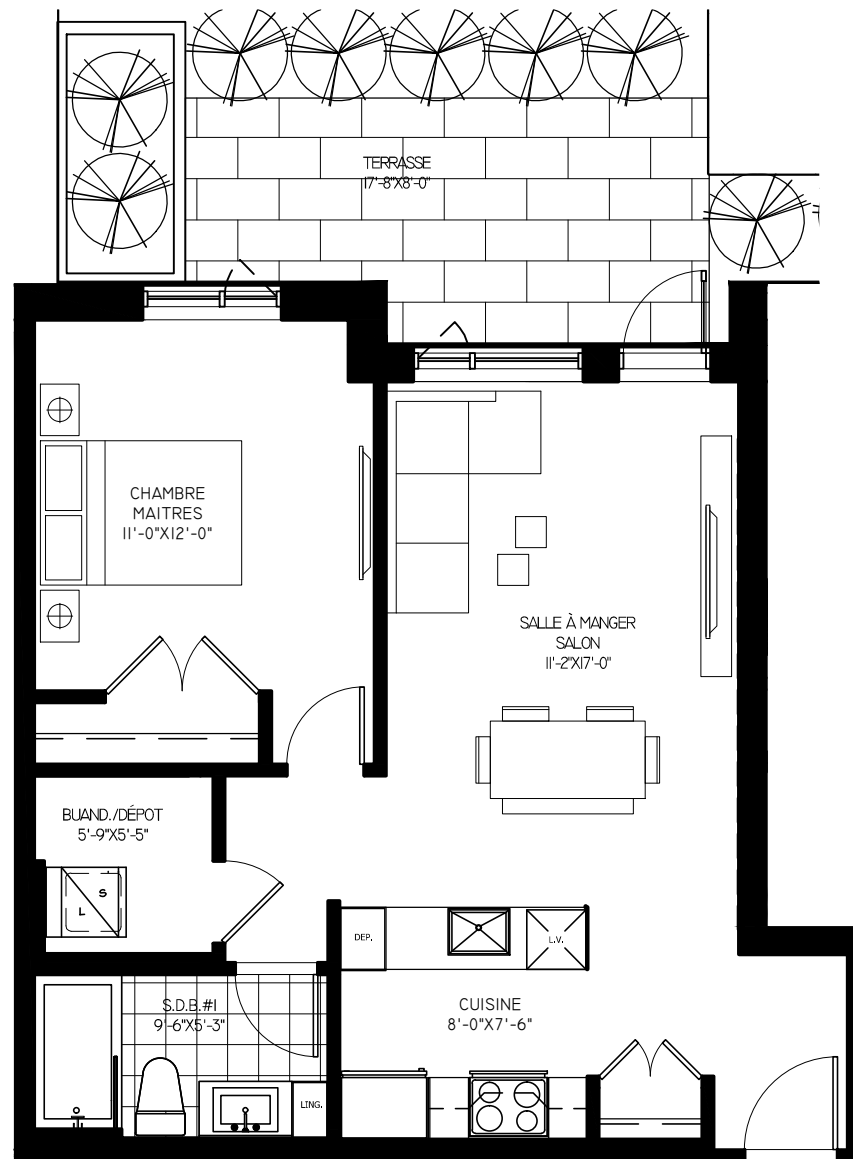 TERRASSE
17'-8"X8'-0"
CHAMBRE
MAITRES
11'-0"X12'-0"
SALLE À MANGER
SALON
11'-2"X17'-0"
BUAND./DÉPOT
5'-9"X5'-5"
S
L
DEP.
L.V.
S.D.B.#1
9'-6"X5'-3"
CUISINE
8'-0"X7'-6"
LING.